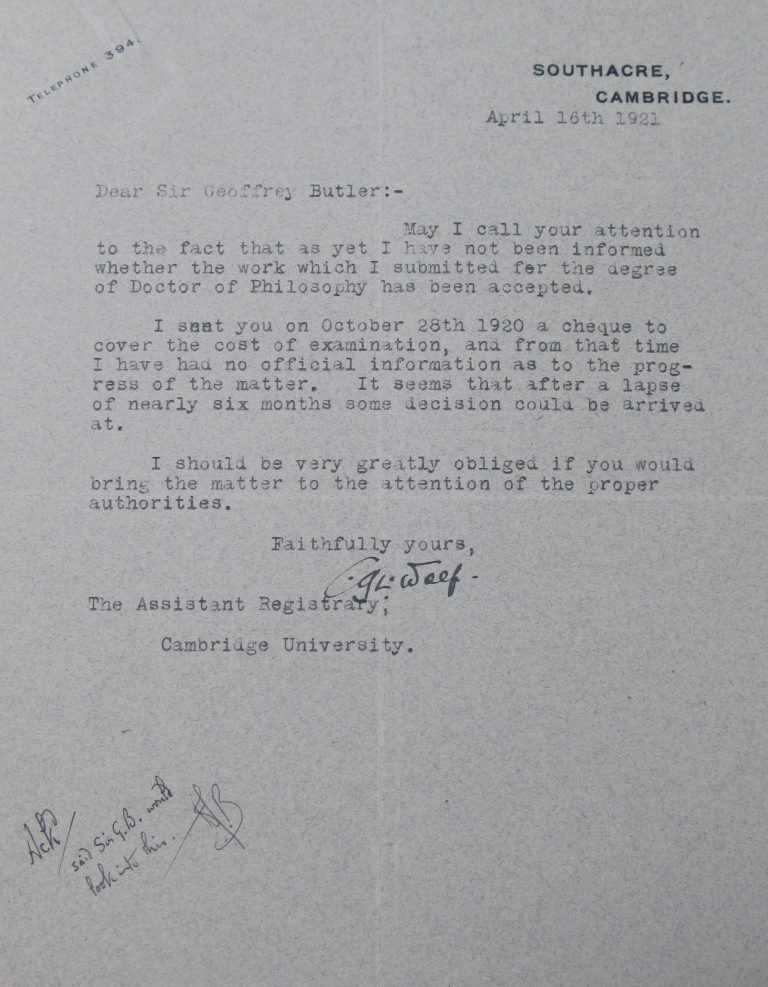 TELEPHONE 394.
SOUTHACRE,
CAMBRIDGE.
April 16th 1921
Dear Sir Geoffrey Butler:-
May I call your attention
to the fact that as yet I have not been informed
whether the work which I submitted for the degree
of Doctor of Philosophy has been accepted.
I sent you on October 28th 1920 a cheque to
cover the cost of examination, and from that time
I have had no official information as to the prog-
ress of the matter. It seems that after a lapse
of nearly six months some decision could be arrived
at.
I should be very greatly obliged if you would
bring the matter to the attention of the proper
authorities.
Faithfully yours,
C.G.L. Wolf.
The Assistant Registrary,
Cambridge University.
Ack
said Sir G.B. would
look into this.